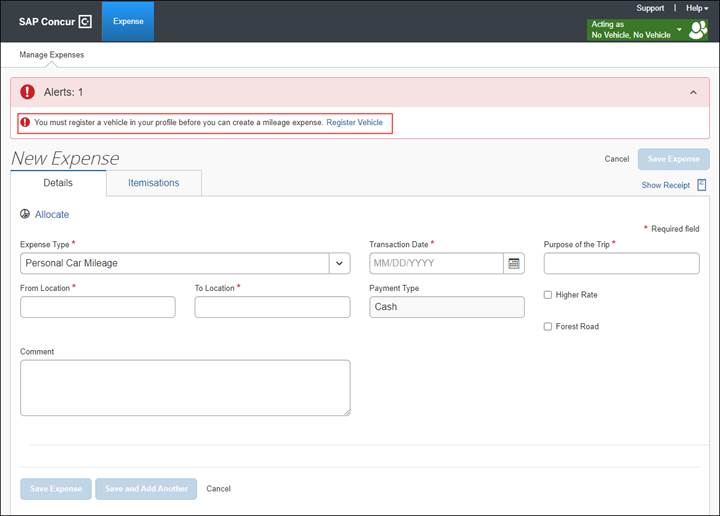 SAP Concur C
Expense
Support | Help
Acting as
No Vehicle, No Vehicle
Manage Expenses
Alerts: 1
You must register a vehicle in your profile before you can create a mileage expense. Register Vehicle
New Expense
Cancel
Save Expense
Details
Itemisations
Show Receipt
Allocate
* Required field
Expense Type *
Transaction Date *
Purpose of the Trip *
Personal Car Mileage
MM/DD/YYYY
From Location *
To Location *
Payment Type
Cash
Higher Rate
Forest Road
Comment
Save Expense
Save and Add Another
Cancel